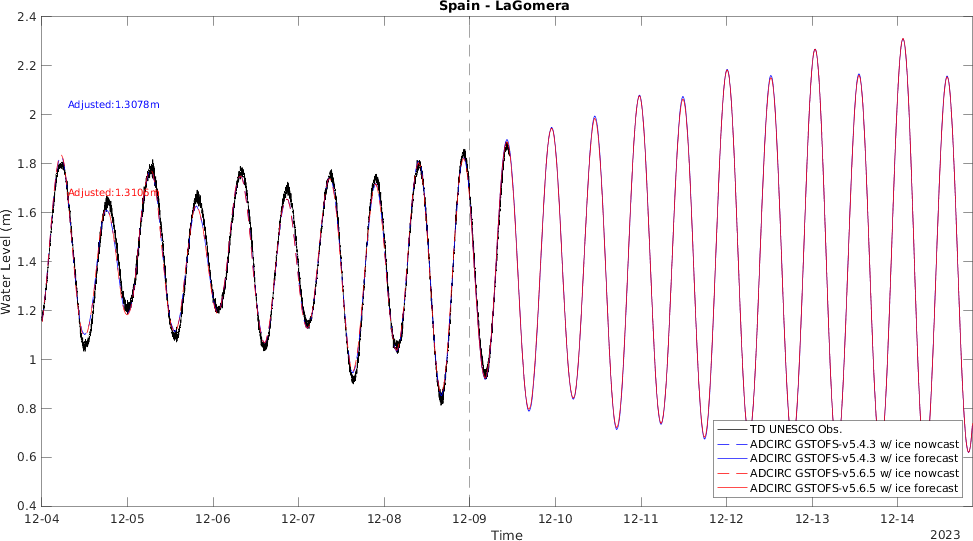 Spain - LaGomera
2.4
2.2
2
1.8
1.6
1.4
1.2
1
0.8
0.6
0.4
Water Level (m)
Adjusted:1.3078m
Adjusted:1.3105m
TD UNESCO Obs.
ADCIRC GSTOFS-v5.4.3 w/ ice nowcast
ADCIRC GSTOFS-v5.4.3 w/ ice forecast
ADCIRC GSTOFS-v5.6.5 w/ ice nowcast
ADCIRC GSTOFS-v5.6.5 w/ ice forecast
12-04 12-05 12-06 12-07 12-08 12-09 12-10 12-11 12-12 12-13 12-14
Time
2023